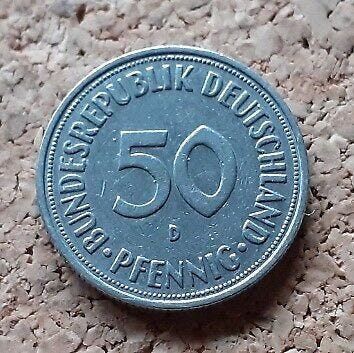 BUNDESREPUBLIK DEUTSCHLAND
50
D
· PFENNIG ·